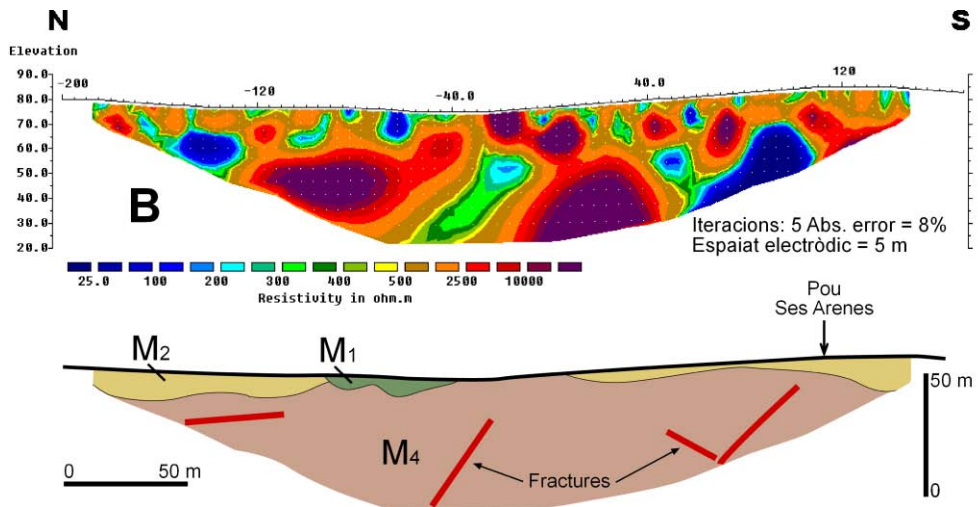 N
S
Elevation
90.0
80.0
70.0
60.0
50.0
40.0
30.0
20.0
-200
-120
-40.0
40.0
120
B
Iteracions: 5 Abs. error = 8%
Espaiat electròdic = 5 m
25.0 100 200 300 400 500 2500 10000
Resistivity in ohm.m
Pou
Ses Arenes
M2
M1
M4
Fractures
0 50 m
50 m
0